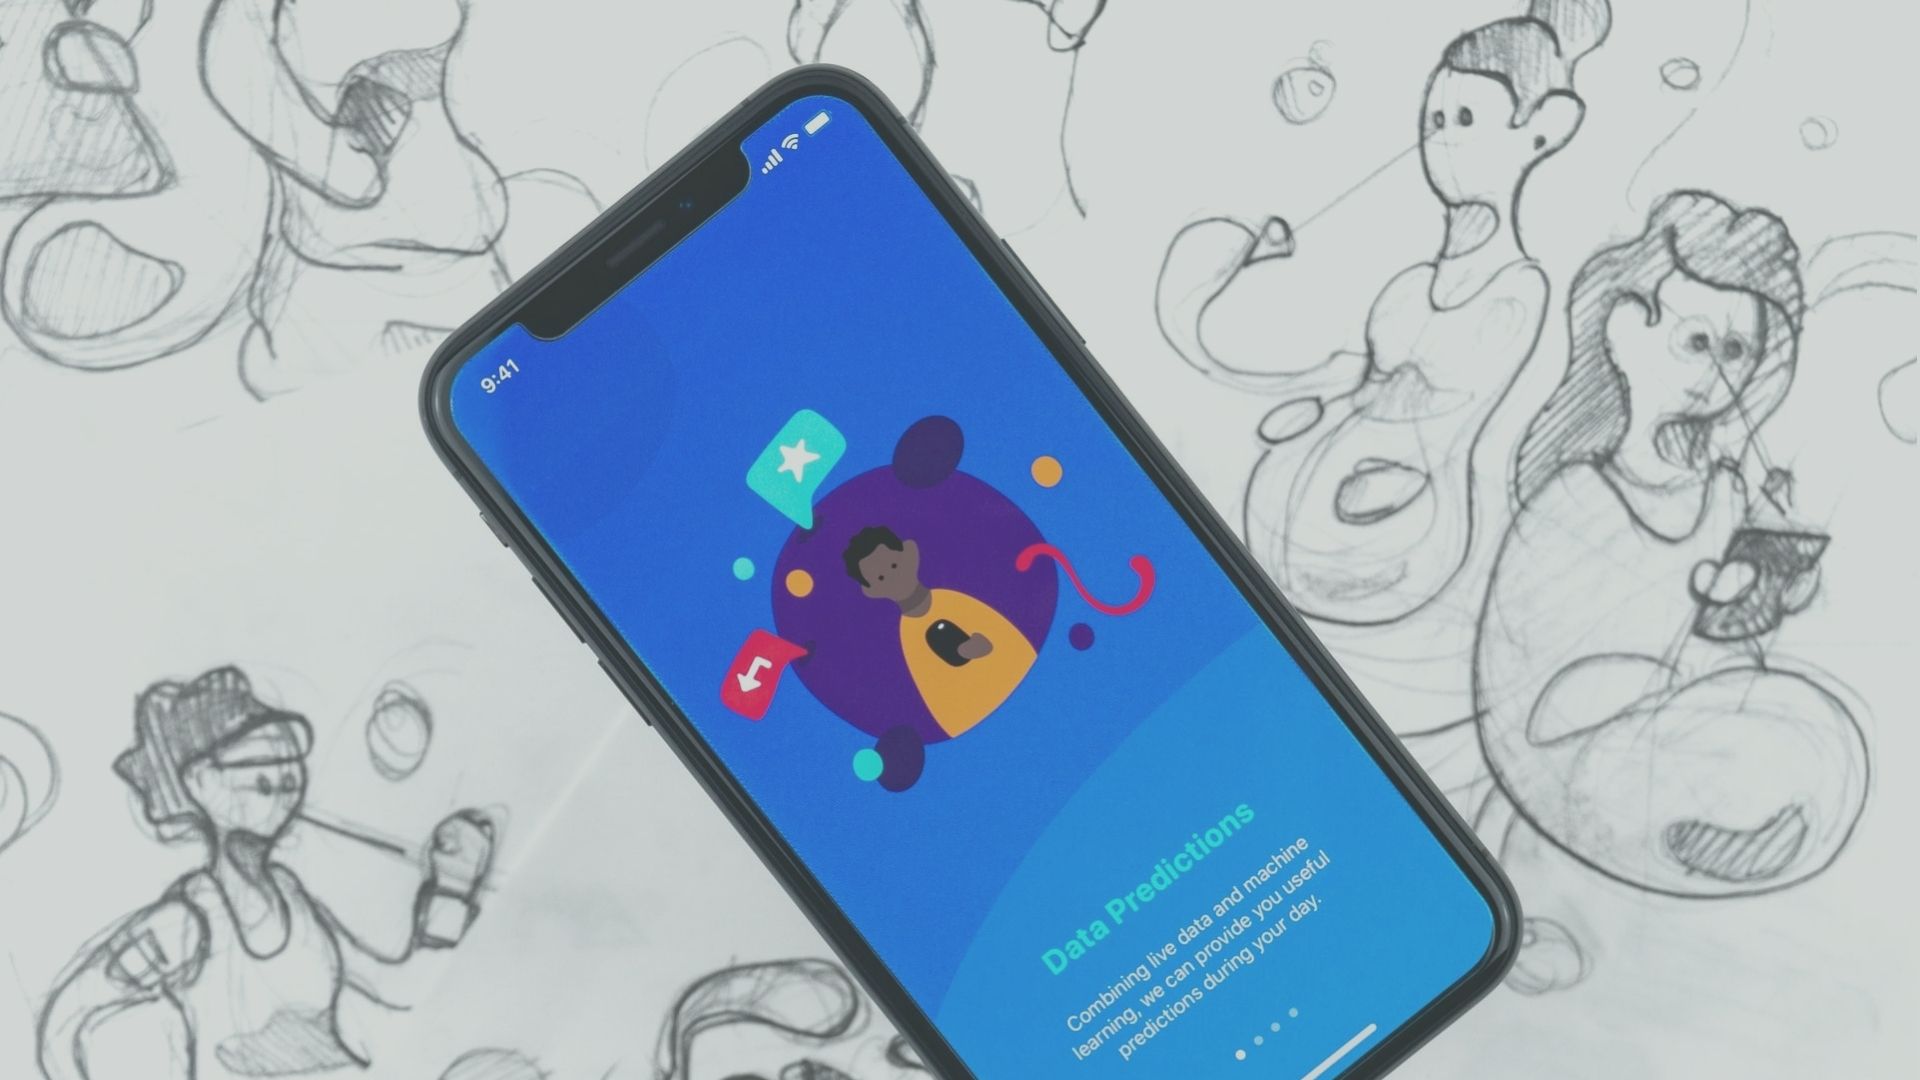 9:41
Data Predictions
Combining live data and machine
learning, we can provide you useful
predictions during your day.